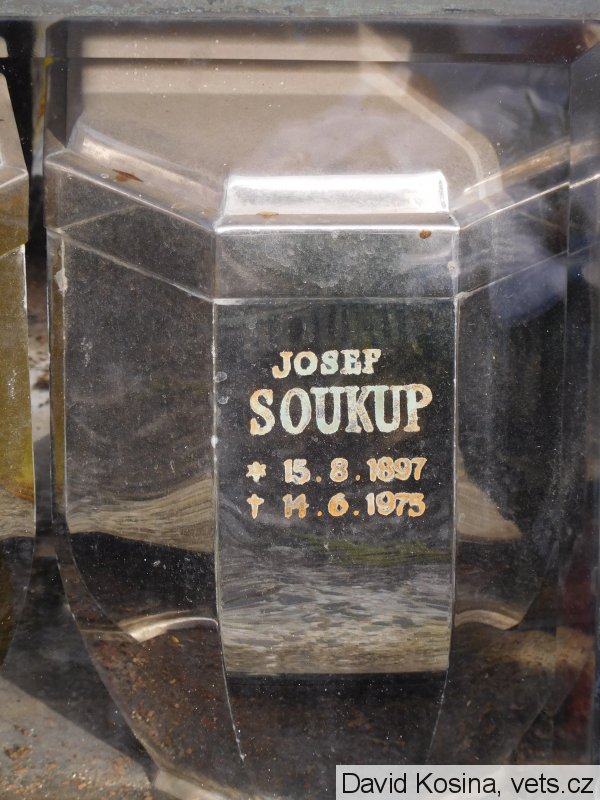 JOSEF
SOUKUP
* 15.8.1897
† 14.6.1975
David Kosina, vets.cz